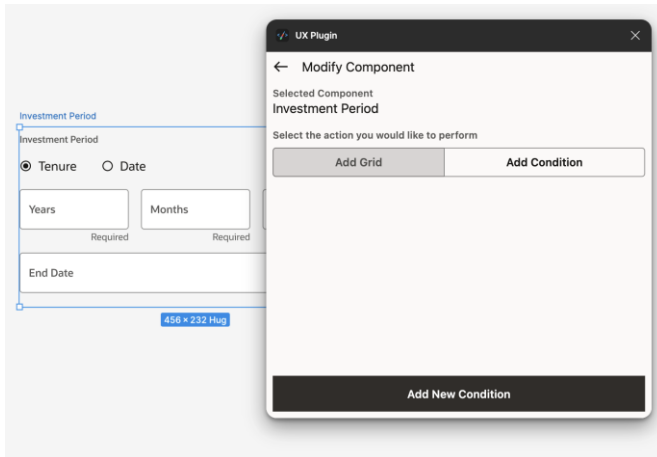 UX Plugin
Modify Component
Selected Component
Investment Period
Select the action you would like to perform
Add Grid Add Condition
Add New Condition
Investment Period
Investment Period
Tenure Date
Years Months
Required Required
End Date
456 × 232 Hug